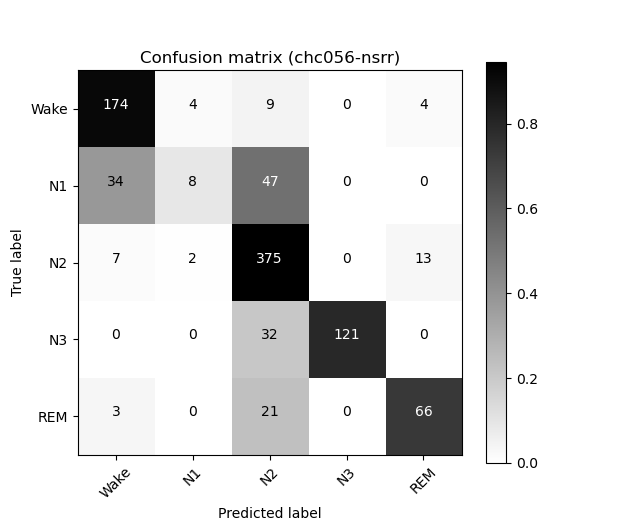 Confusion matrix (chc056-nsrr)
True label
Wake 174 4 9 0 4
N1 34 8 47 0 0
N2 7 2 375 0 13
N3 0 0 32 121 0
REM 3 0 21 0 66
Wake N1 N2 N3 REM
Predicted label
0.8
0.6
0.4
0.2
0.0